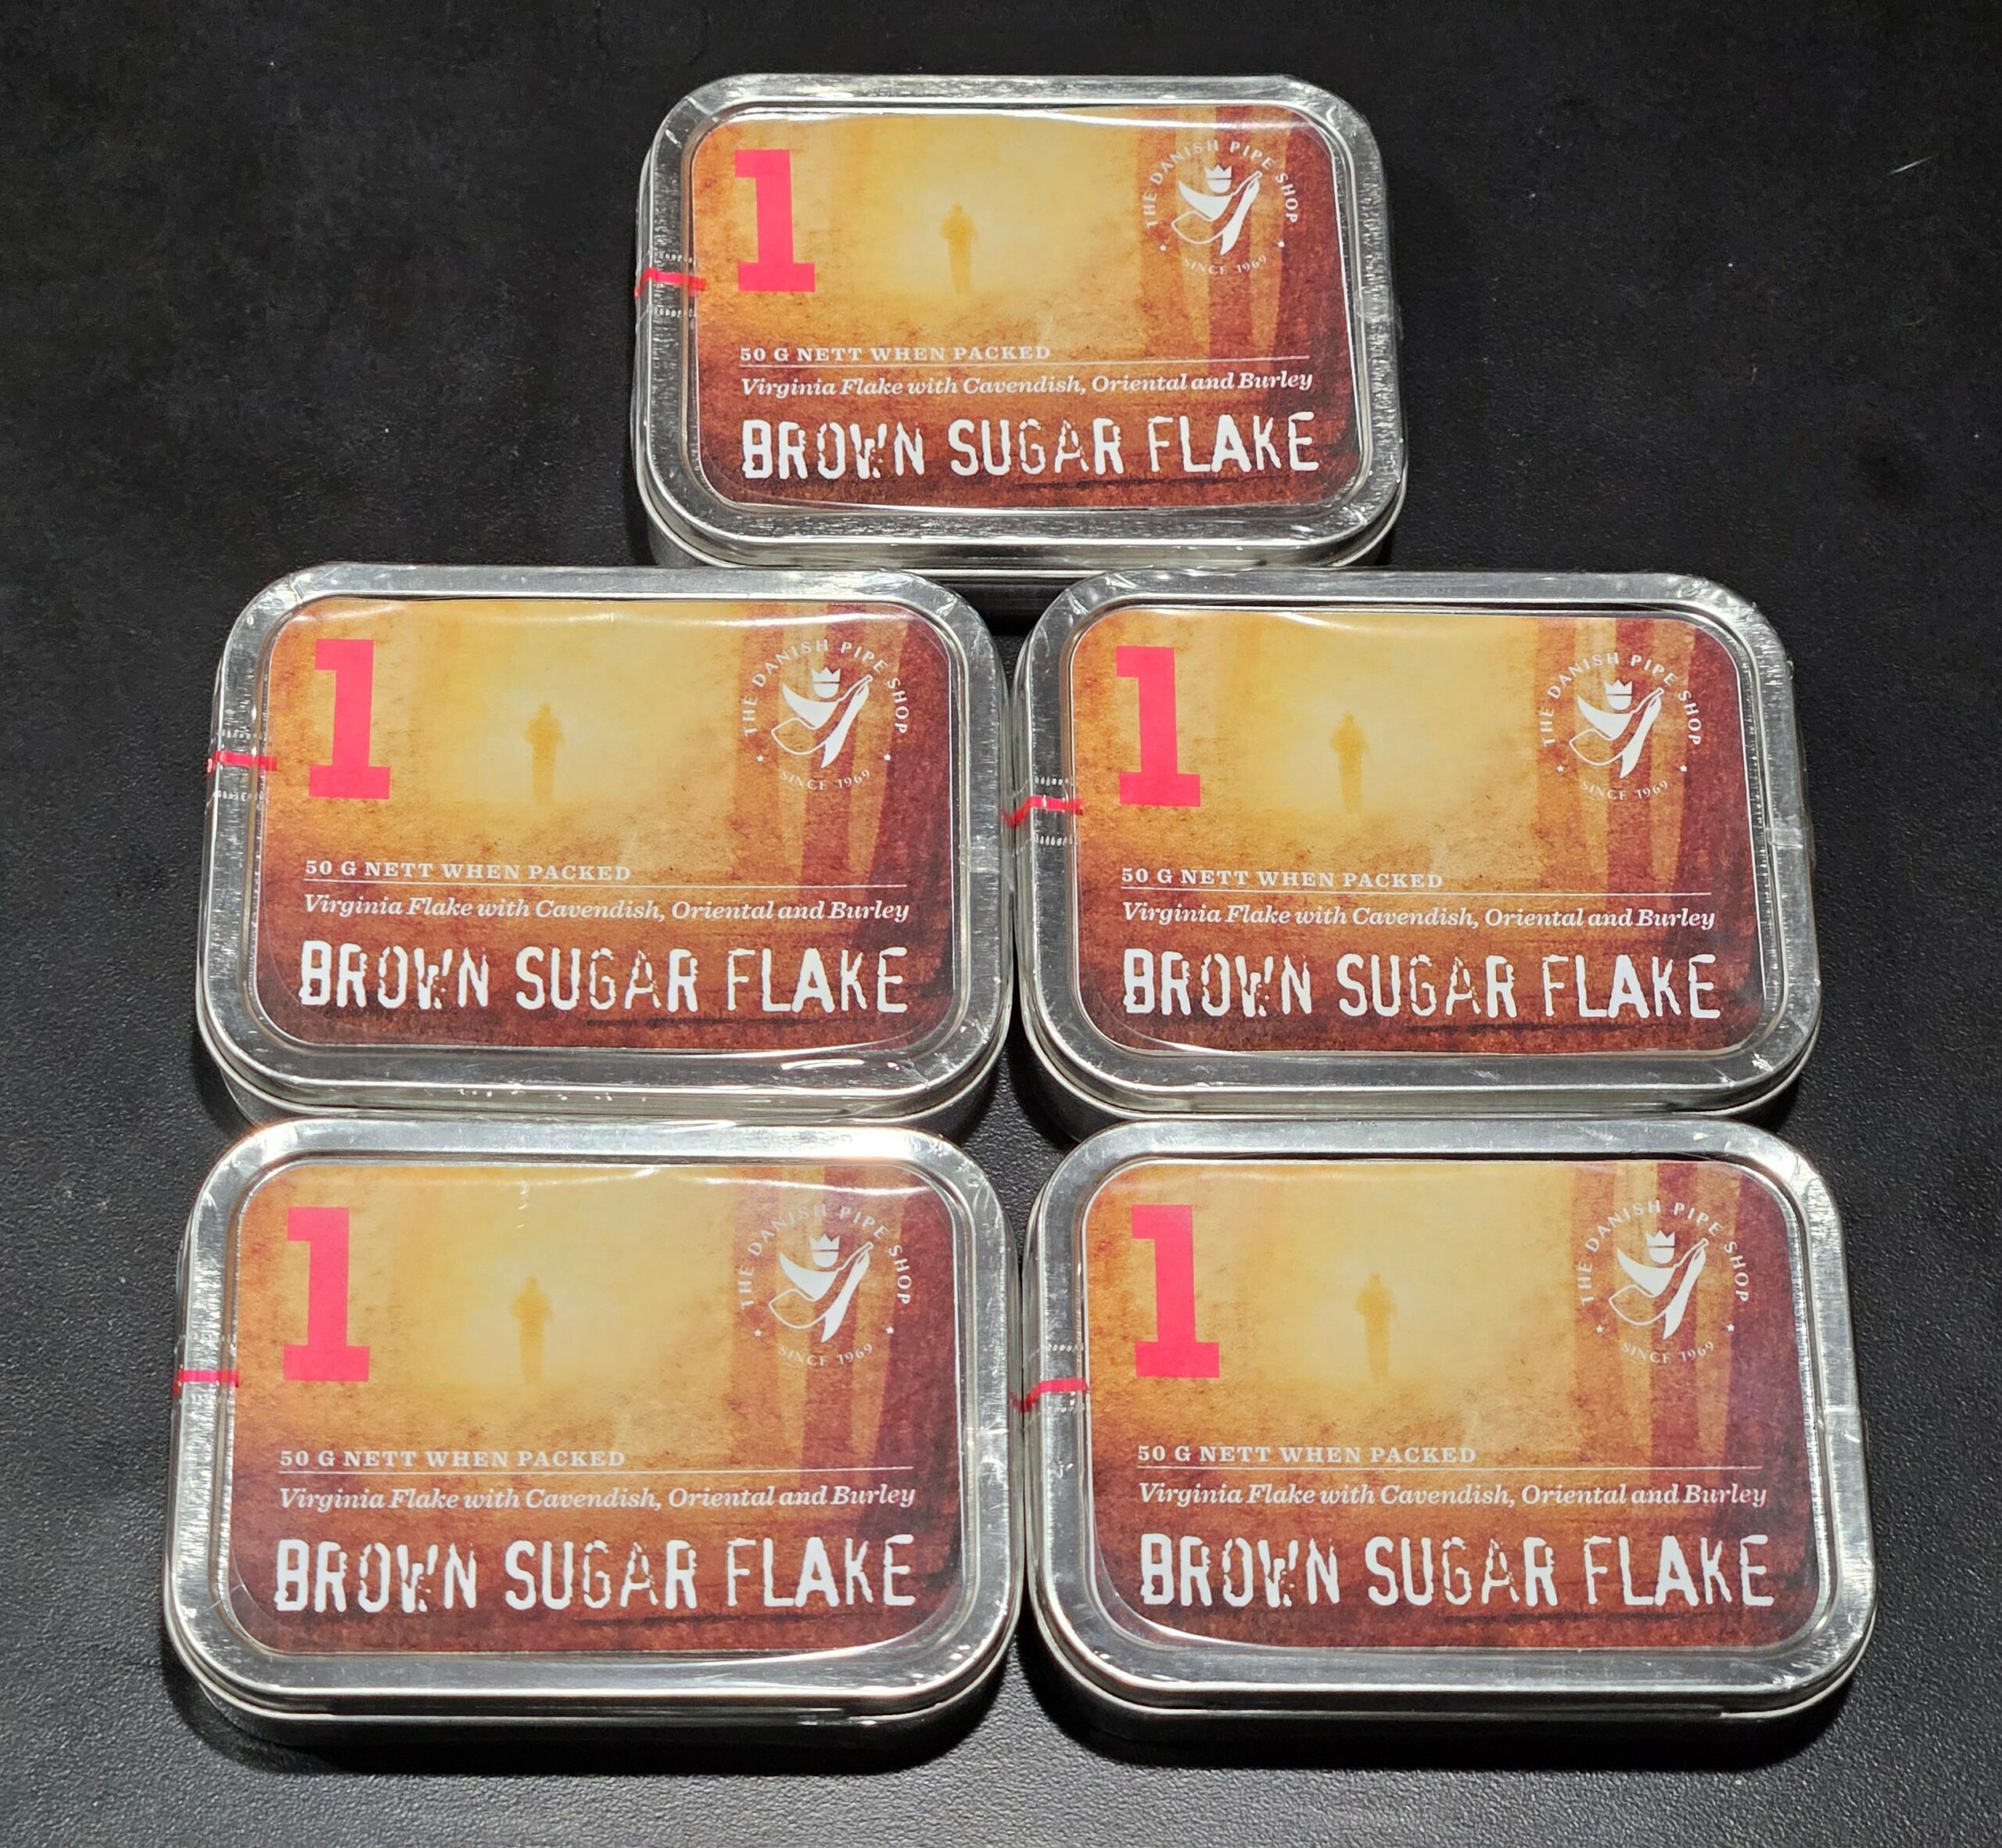 1
THE DANISH PIPE SHOP
SINCE 1969
50 G NETT WHEN PACKED
Virginia Flake with Cavendish, Oriental and Burley
BROWN SUGAR FLAKE
1
THE DANISH PIPE SHOP
SINCE 1969
50 G NETT WHEN PACKED
Virginia Flake with Cavendish, Oriental and Burley
BROWN SUGAR FLAKE
1
THE DANISH PIPE SHOP
SINCE 1969
50 G NETT WHEN PACKED
Virginia Flake with Cavendish, Oriental and Burley
BROWN SUGAR FLAKE
1
THE DANISH PIPE SHOP
SINCE 1969
50 G NETT WHEN PACKED
Virginia Flake with Cavendish, Oriental and Burley
BROWN SUGAR FLAKE
1
THE DANISH PIPE SHOP
SINCE 1969
50 G NETT WHEN PACKED
Virginia Flake with Cavendish, Oriental and Burley
BROWN SUGAR FLAKE